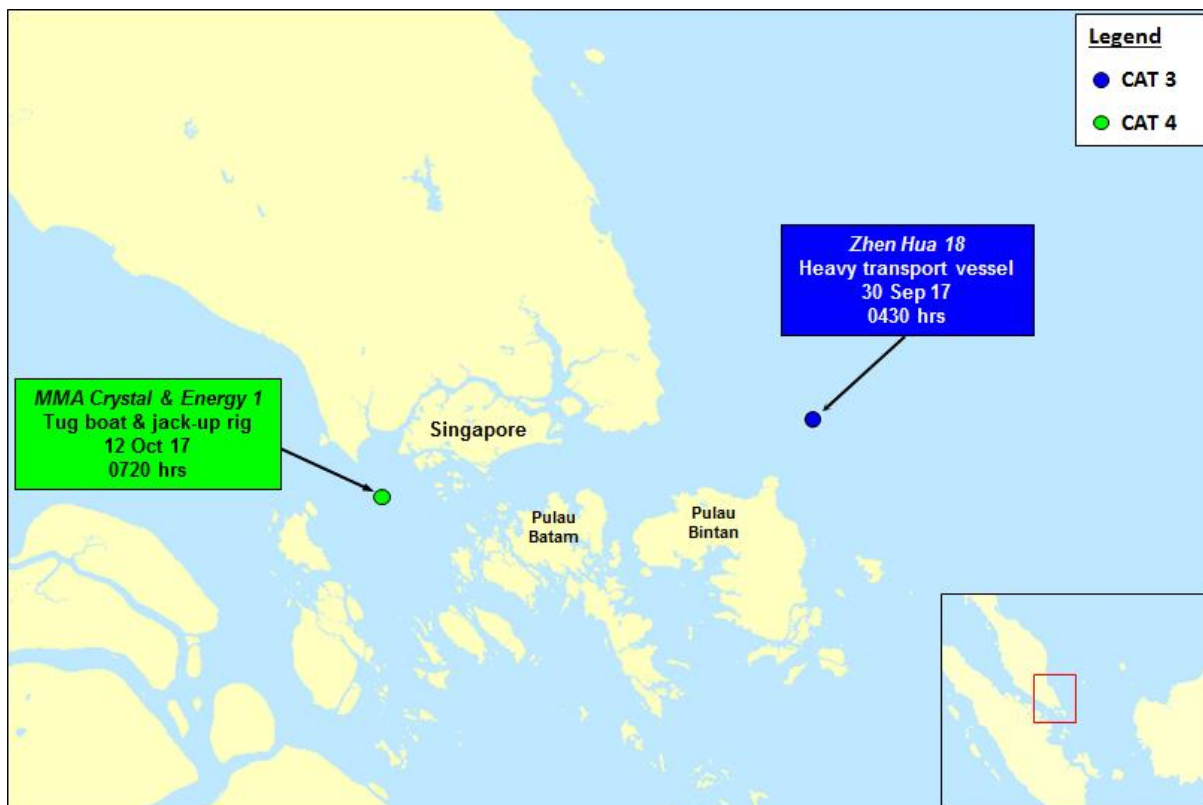 Legend
CAT 3
CAT 4
Zhen Hua 18
Heavy transport vessel
30 Sep 17
0430 hrs
MMA Crystal & Energy 1
Tug boat & jack-up rig
12 Oct 17
0720 hrs
Singapore
Pulau
Batam
Pulau
Bintan